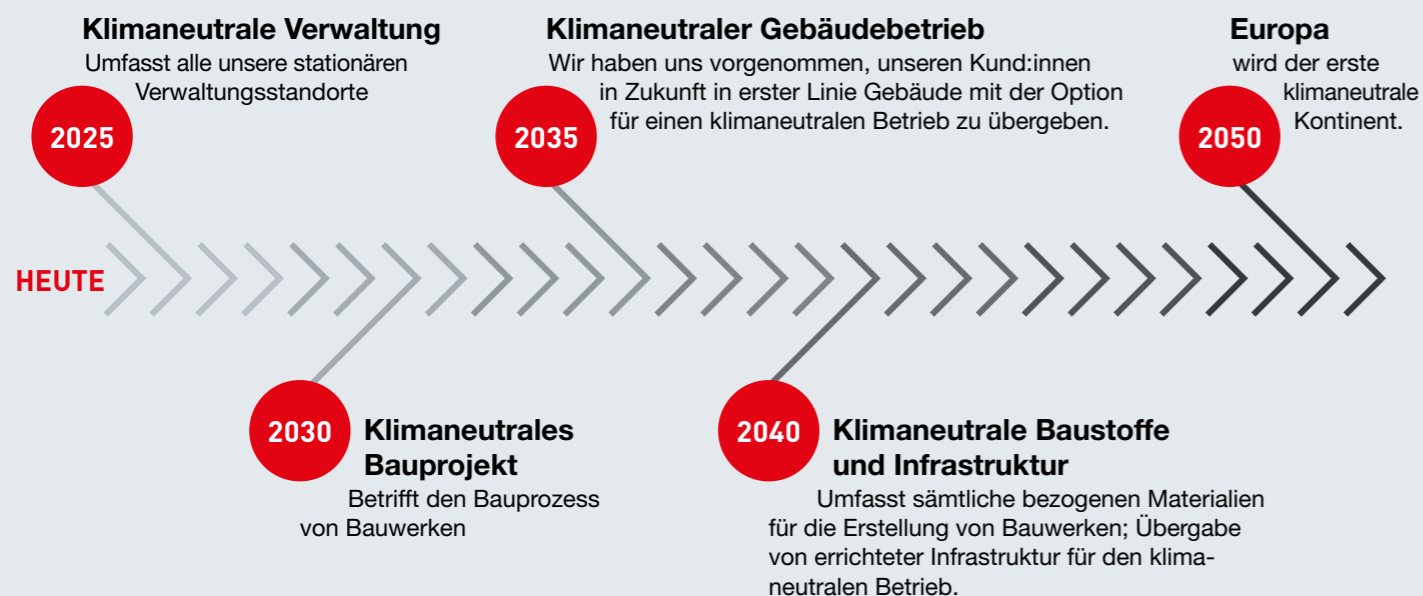 Klimaneutrale Verwaltung
Umfasst alle unsere stationären
Verwaltungsstandorte
2025
Klimaneutraler Gebäudebetrieb
Wir haben uns vorgenommen, unseren Kund:innen
in Zukunft in erster Linie Gebäude mit der Option
für einen klimaneutralen Betrieb zu übergeben.
2035
Europa
wird der erste
klimaneutrale
Kontinent.
2050
HEUTE
2030
Klimaneutrales
Bauprojekt
Betrifft den Bauprozess
von Bauwerken
2040
Klimaneutrale Baustoffe
und Infrastruktur
Umfasst sämtliche bezogenen Materialien
für die Erstellung von Bauwerken; Übergabe
von errichteter Infrastruktur für den klima-
neutralen Betrieb.